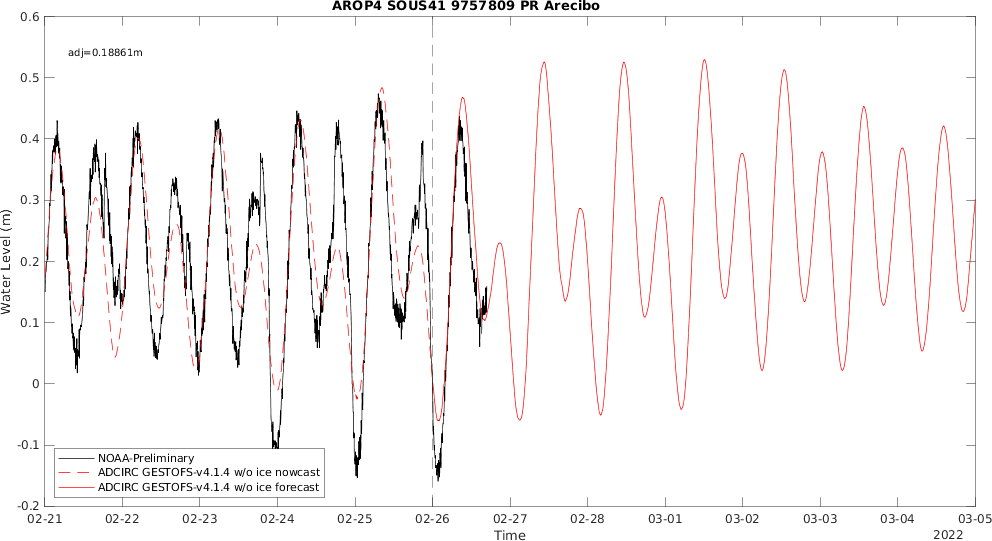 AROP4 SOUS41 9757809 PR Arecibo
adj=0.18861m
0.6
0.5
0.4
0.3
0.2
0.1
0
-0.1
-0.2
Water Level (m)
NOAA-Preliminary
ADCIRC GESTOFS-v4.1.4 w/o ice nowcast
ADCIRC GESTOFS-v4.1.4 w/o ice forecast
02-21 02-22 02-23 02-24 02-25 02-26 02-27 02-28 03-01 03-02 03-03 03-04 03-05
Time
2022